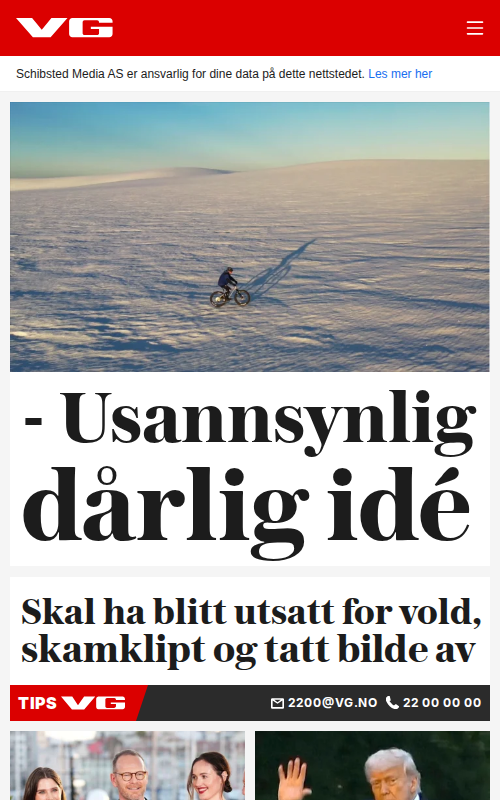 VG
Schibsted Media AS er ansvarlig for dine data på dette nettstedet. Les mer her
- Usannsynlig
dårlig idé
Skal ha blitt utsatt for vold,
skamklipt og tatt bilde av
TIPS VG 2200@VG.NO 22 00 00 00